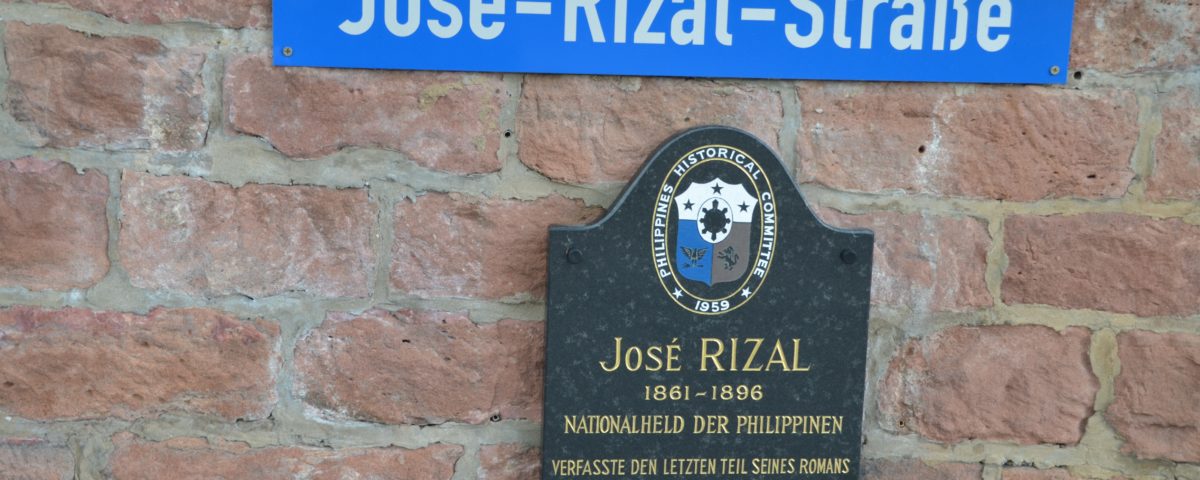 José-Rizal-Straße
PHILIPPINES HISTORICAL COMMITTEE
1959
José RIZAL
1861-1896
NATIONALHELD DER PHILIPPINEN
VERFASSTE DEN LETZTEN TEIL SEINES ROMANS